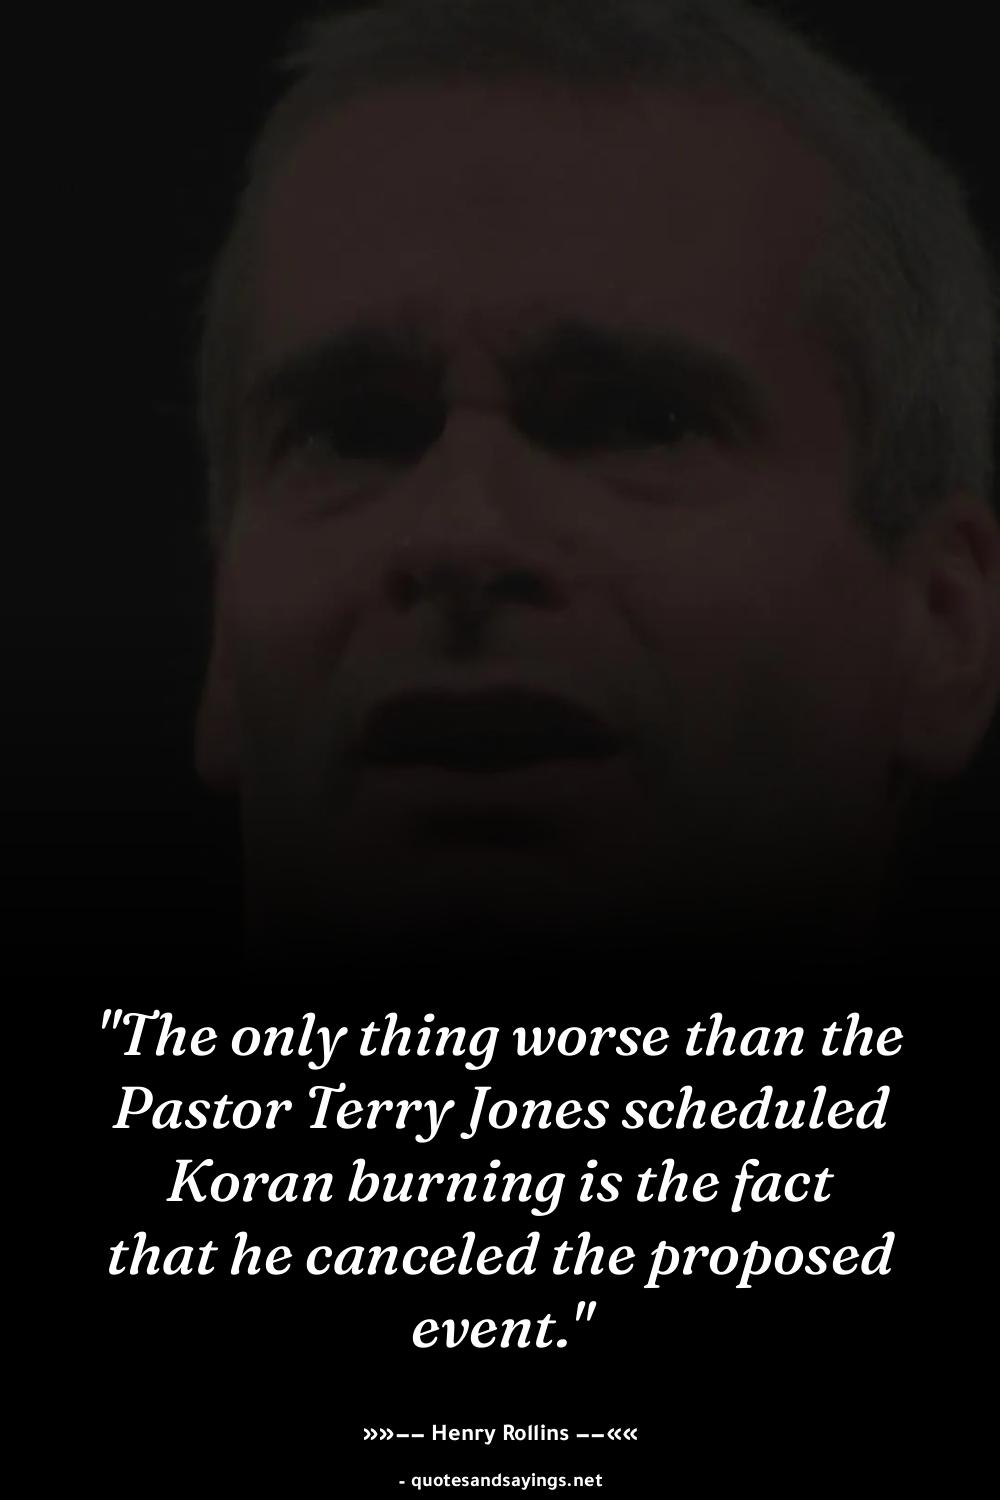 "The only thing worse than the
Pastor Terry Jones scheduled
Koran burning is the fact
that he canceled the proposed
event."
»»–– Henry Rollins ––««
- quotesandsayings.net